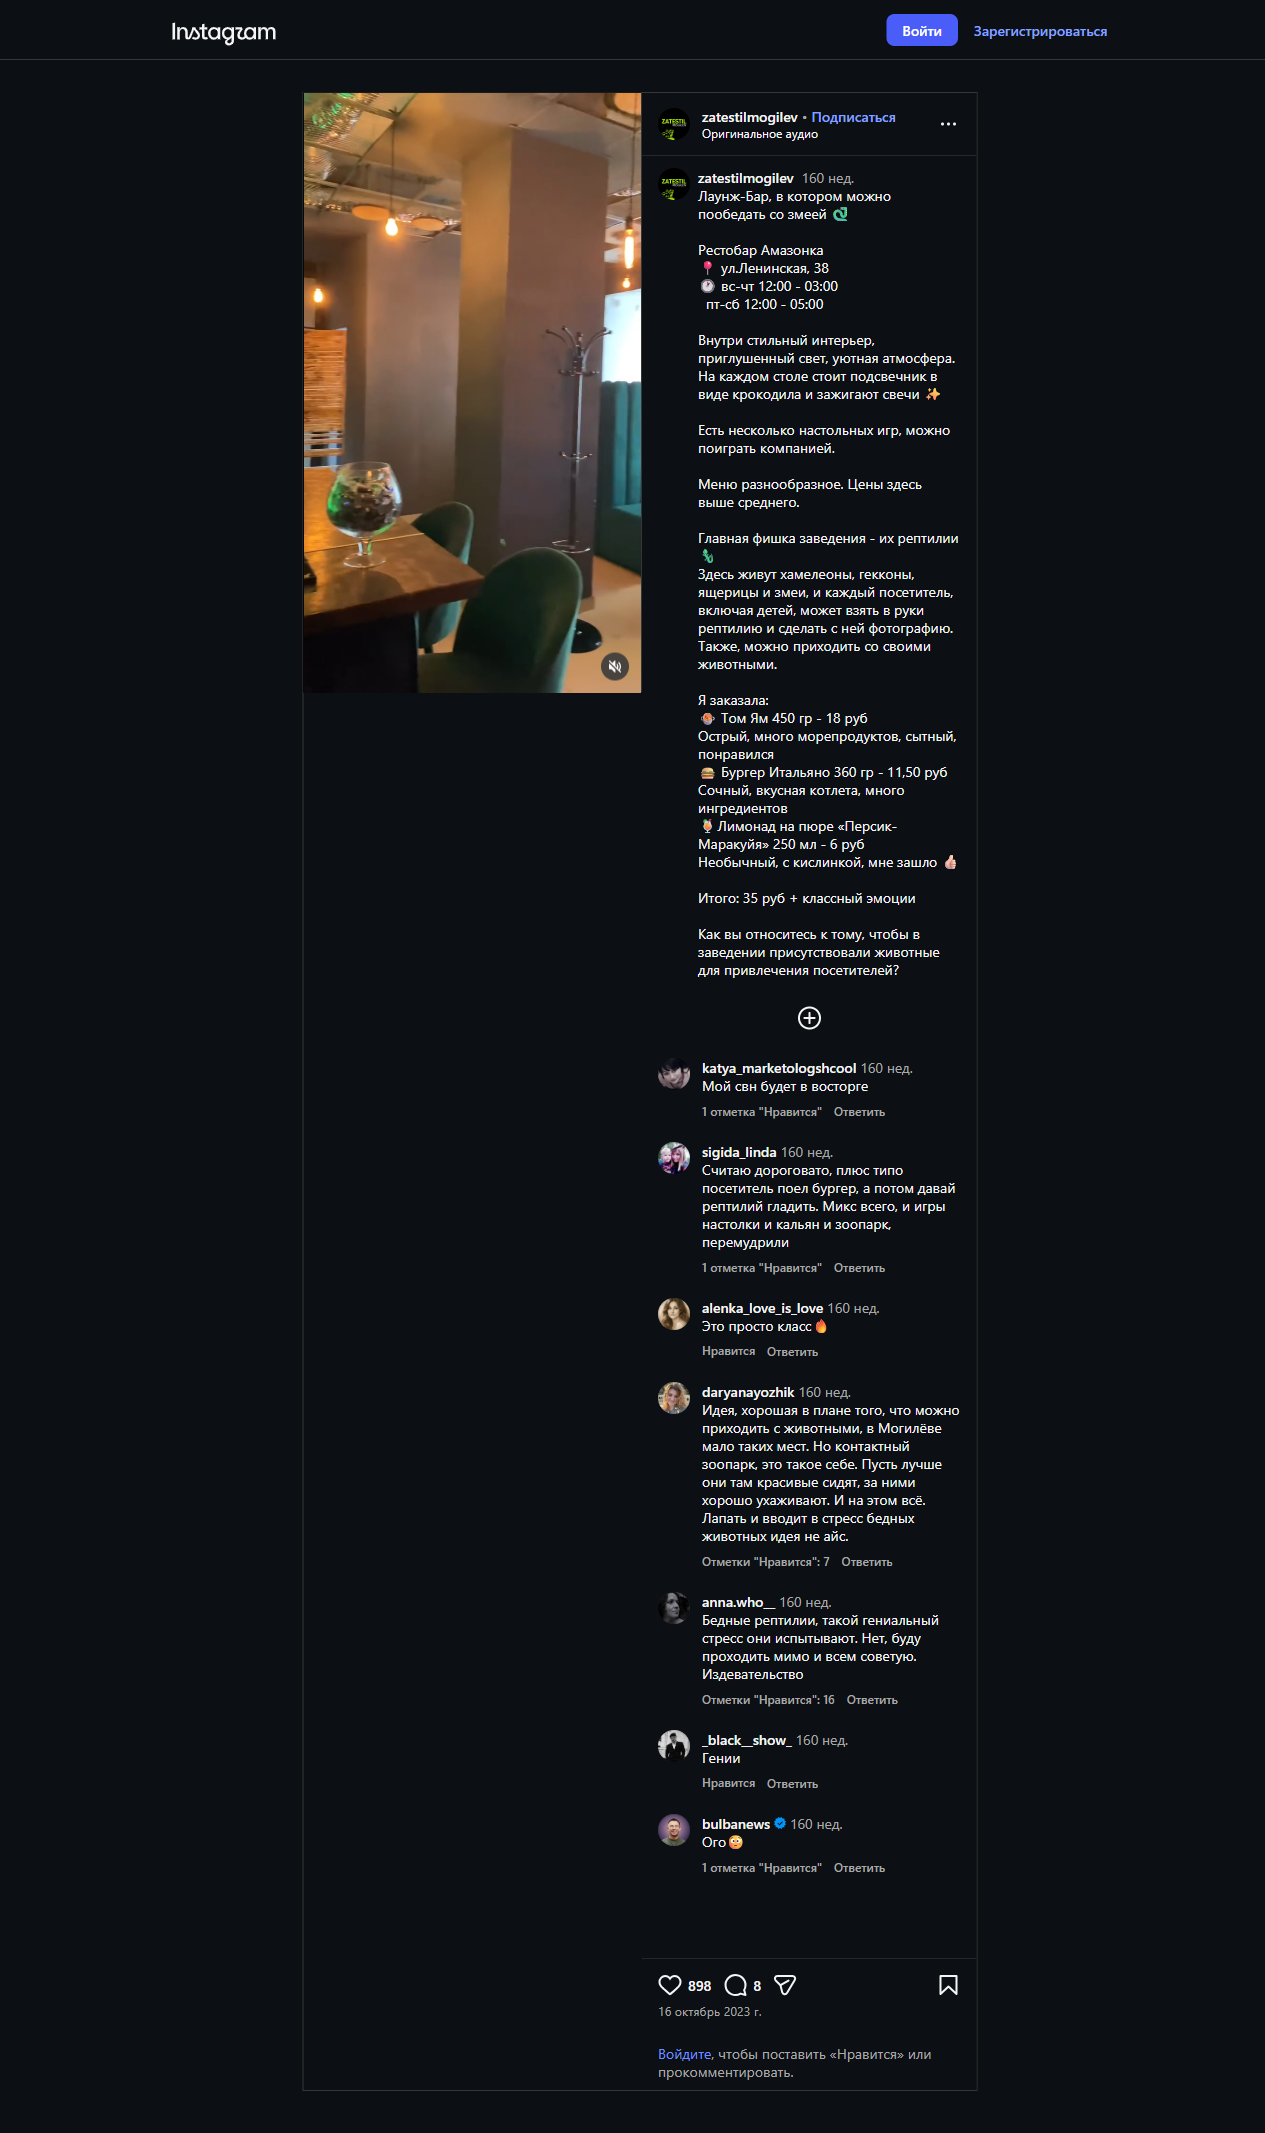 Instagram
Войти
Зарегистрироваться
ZATESTIL
zatestilmogilev • Подписаться
Оригинальное аудио
ZATESTIL
zatestilmogilev 160 нед.
Лаунж-Бар, в котором можно
пообедать со змеей 🐍
Рестобар Амазонка
📍 ул.Ленинская, 38
🕐 вс-чт 12:00 - 03:00
пт-сб 12:00 - 05:00
Внутри стильный интерьер,
приглушенный свет, уютная атмосфера.
На каждом столе стоит подсвечник в
виде крокодила и зажигают свечи ✨
Есть несколько настольных игр, можно
поиграть компанией.
Меню разнообразное. Цены здесь
выше среднего.
Главная фишка заведения - их рептилии
🦎
Здесь живут хамелеоны, гекконы,
ящерицы и змеи, и каждый посетитель,
включая детей, может взять в руки
рептилию и сделать с ней фотографию.
Также, можно приходить со своими
животными.
Я заказала:
🍲 Том Ям 450 гр - 18 руб
Острый, много морепродуктов, сытный,
понравился
🍔 Бургер Итальяно 360 гр - 11,50 руб
Сочный, вкусная котлета, много
ингредиентов
🍹Лимонад на пюре «Персик-
Маракуйя» 250 мл - 6 руб
Необычный, с кислинкой, мне зашло 👍🏻
Итого: 35 руб + классный эмоции
Как вы относитесь к тому, чтобы в
заведении присутствовали животные
для привлечения посетителей?
katya_marketologshcool 160 нед.
Мой свн будет в восторге
1 отметка "Нравится" Ответить
sigida_linda 160 нед.
Считаю дороговато, плюс типо
посетитель поел бургер, а потом давай
рептилий гладить. Микс всего, и игры
настолки и кальян и зоопарк,
перемудрили
1 отметка "Нравится" Ответить
alenka_love_is_love 160 нед.
Это просто класс🔥
Нравится Ответить
daryanayozhik 160 нед.
Идея, хорошая в плане того, что можно
приходить с животными, в Могилёве
мало таких мест. Но контактный
зоопарк, это такое себе. Пусть лучше
они там красивые сидят, за ними
хорошо ухаживают. И на этом всё.
Лапать и вводит в стресс бедных
животных идея не айс.
Отметки "Нравится": 7 Ответить
anna.who__ 160 нед.
Бедные рептилии, такой гениальный
стресс они испытывают. Нет, буду
проходить мимо и всем советую.
Издевательство
Отметки "Нравится": 16 Ответить
_black__show_ 160 нед.
Гении
Нравится Ответить
bulbanews 160 нед.
Ого😳
1 отметка "Нравится" Ответить
898 8
16 октябрь 2023 г.
Войдите, чтобы поставить «Нравится» или
прокомментировать.